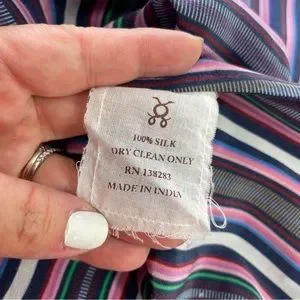 100% SILK
DRY CLEAN ONLY
RN 138283
MADE IN INDIA